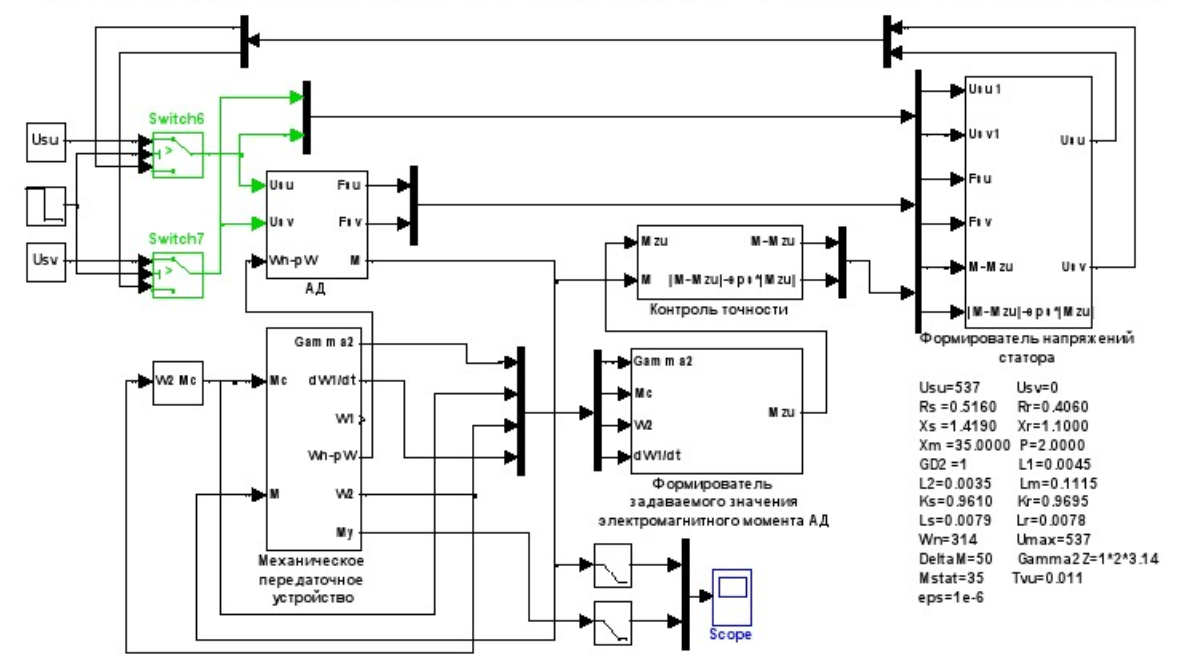 Usu
Switch6
>
Usv
Switch7
>
Usu
Usv
Wh-pW
Fsu
Fsv
M
АД
Mzu
M
M-Mzu
|M-Mzu|-eps*|Mzu|
Контроль точности
Usu1
Usv1
Fsu
Fsv
M-Mzu
|M-Mzu|-eps*|Mzu|
Usu
Usv
Формирователь напряжений
статора
W2 Mc
Mc
M
Gamma2
dW1/dt
W1
Wh-pW
W2
My
Механическое
передаточное
устройство
Gamma2
Mc
W2
dW1/dt
Mzu
Формирователь
задаваемого значения
электромагнитного момента АД
Scope
Usu=537 Usv=0
Rs =0.5160 Rr=0.4060
Xs =1.4190 Xr=1.1000
Xm =35.0000 P=2.0000
GD2 =1 L1=0.0045
L2=0.0035 Lm=0.1115
Ks=0.9610 Kr=0.9695
Ls=0.0079 Lr=0.0078
Wn=314 Umax=537
DeltaM=50 Gamma2Z=1*2*3.14
Mstat=35 Tvu=0.011
eps=1e-6